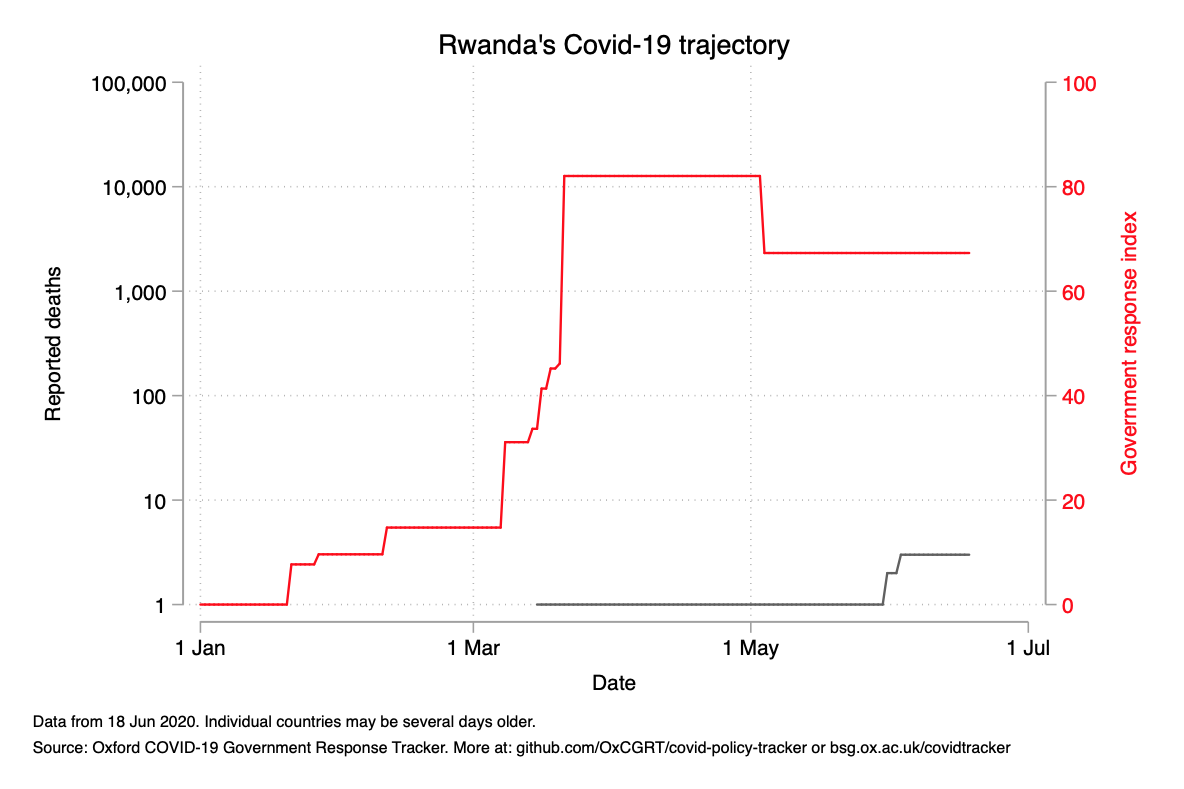 Rwanda's Covid-19 trajectory
100,000
10,000
1,000
100
10
1
Reported deaths
100
80
60
40
20
0
Government response index
1 Jan
1 Mar
1 May
1 Jul
Date
Data from 18 Jun 2020. Individual countries may be several days older.
Source: Oxford COVID-19 Government Response Tracker. More at: github.com/OxCGRT/covid-policy-tracker or bsg.ox.ac.uk/covidtracker